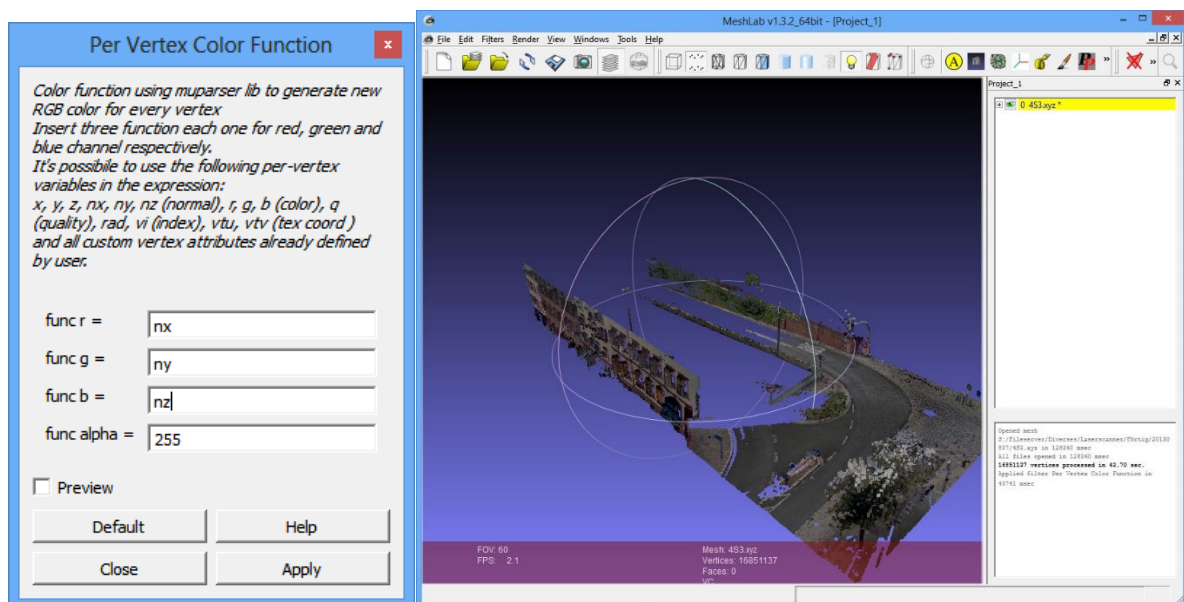 Per Vertex Color Function
x
Color function using muparser lib to generate new
RGB color for every vertex
Insert three function each one for red, green and
blue channel respectively.
It's possibile to use the following per-vertex
variables in the expression:
x, y, z, nx, ny, nz (normal), r, g, b (color), q
(quality), rad, vi (index), vtu, vtv (tex coord )
and all custom vertex attributes already defined
by user.
func r = nx
func g = ny
func b = nz
func alpha = 255
Preview
Default Help
Close Apply
MeshLab v1.3.2_64bit - [Project_1]
File Edit Filters Render View Windows Tools Help
A
Project_1
0 4S3.xyz *
Opened mesh
All files opened in 126240 msec
16851137 vertices processed in 42.70 sec.
Applied filter Per Vertex Color Function in
43741 msec
FOV: 60
FPS: 2.1
Mesh: 4S3.xyz
Vertices: 16851137
Faces: 0
VC